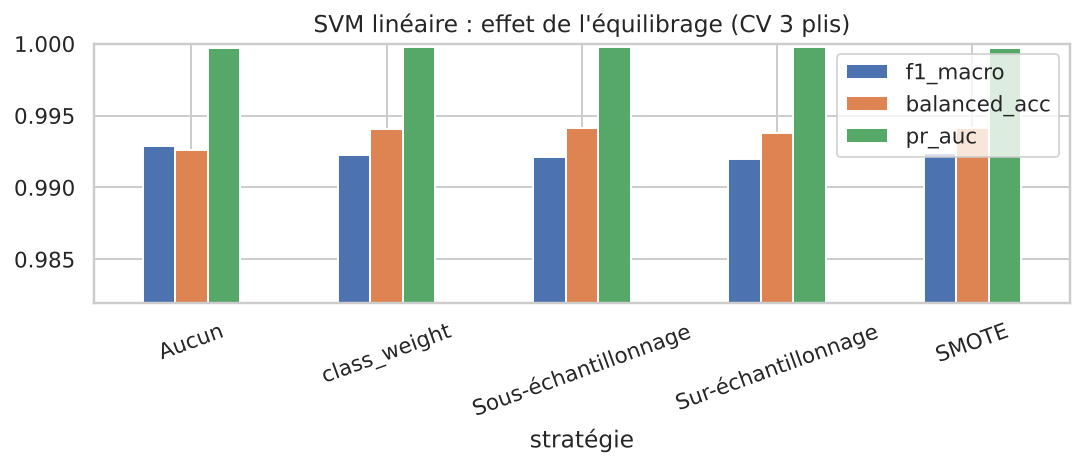 SVM linéaire : effet de l'équilibrage (CV 3 plis)
1.000
0.995
0.990
0.985
f1_macro
balanced_acc
pr_auc
Aucun
class_weight
Sous-échantillonnage
Sur-échantillonnage
SMOTE
stratégie